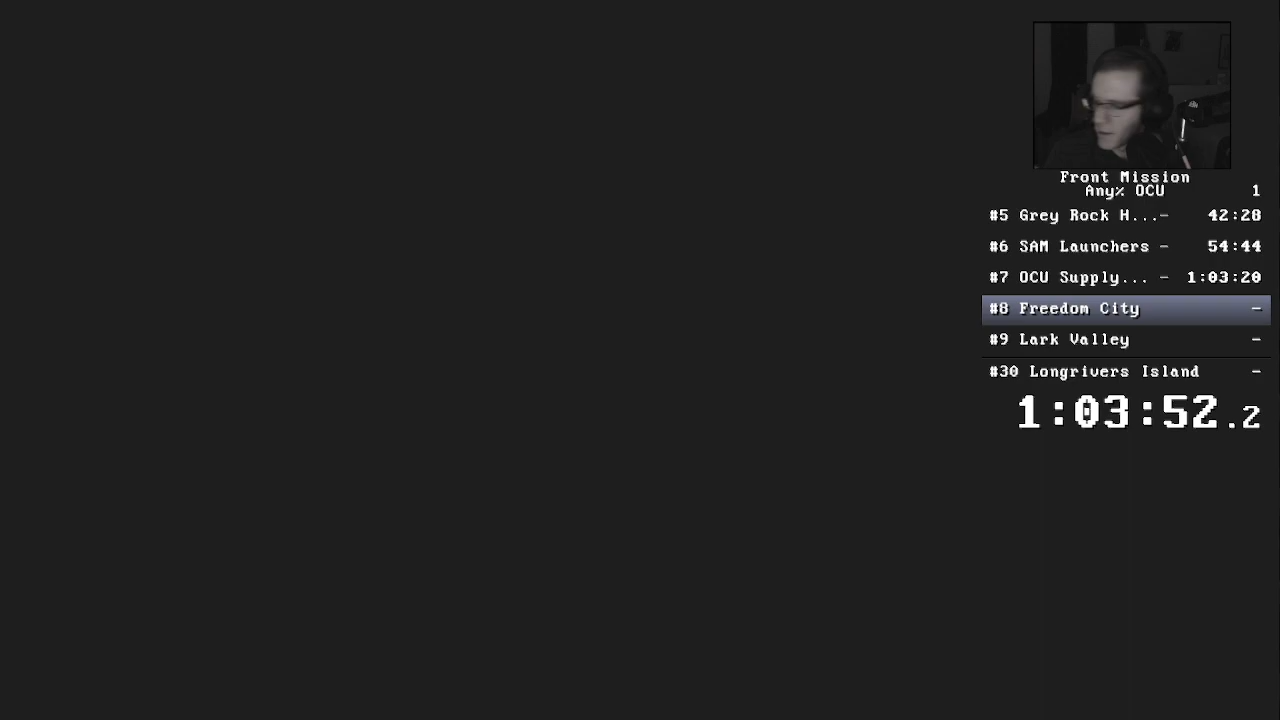 Front Mission
Any% OCU 1
#5 Grey Rock H...- 42:28
#6 SAM Launchers - 54:44
#7 OCU Supply... - 1:03:20
#8 Freedom City -
#9 Lark Valley -
#30 Longrivers Island -
1:03:52.2